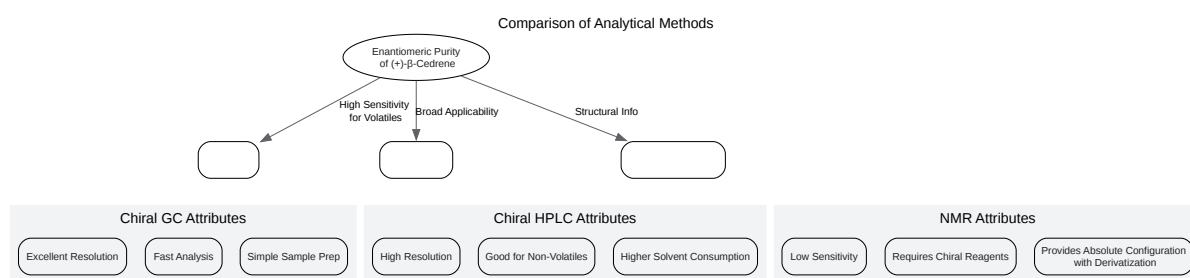 Comparison of Analytical Methods
Enantiomeric Purity
of (+)-β-Cedrene
High Sensitivity
for Volatiles
Broad Applicability
Structural Info
Chiral GC Attributes
Excellent Resolution
Fast Analysis
Simple Sample Prep
Chiral HPLC Attributes
High Resolution
Good for Non-Volatiles
Higher Solvent Consumption
NMR Attributes
Low Sensitivity
Requires Chiral Reagents
Provides Absolute Configuration
with Derivatization